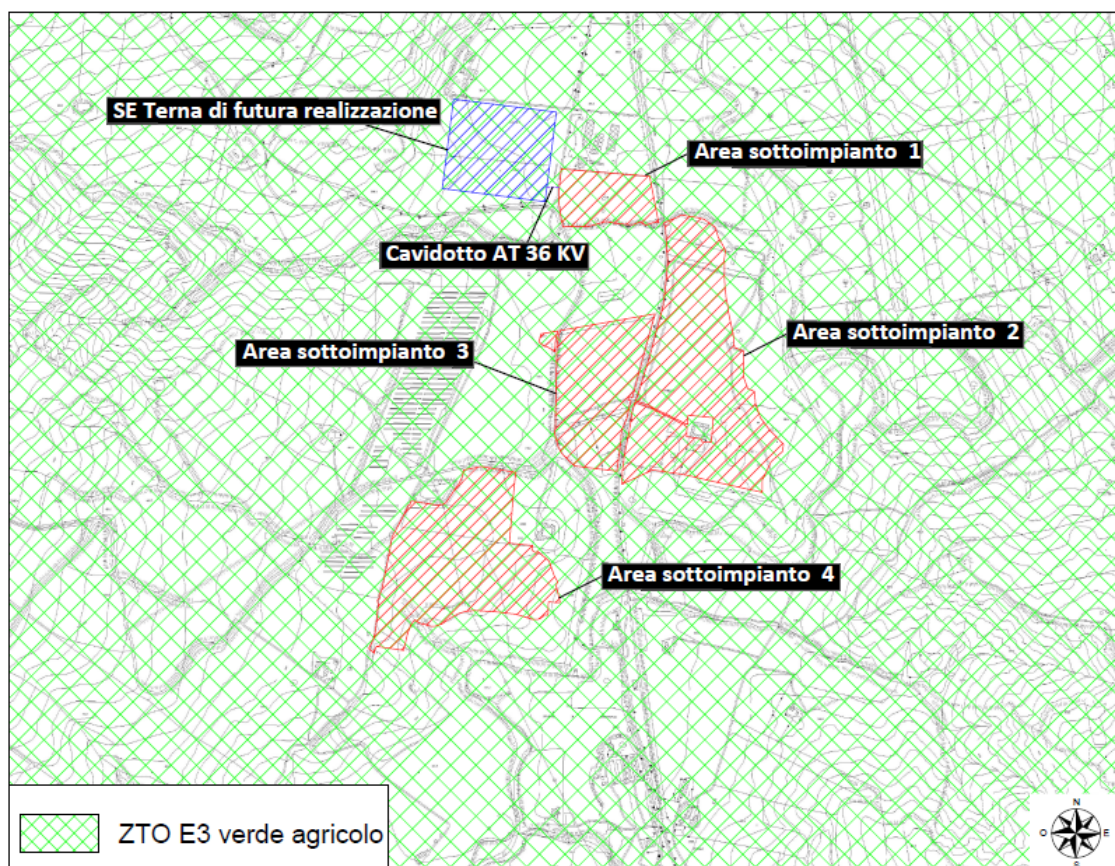 SE Terna di futura realizzazione
Area sottoimpianto 1
Cavidotto AT 36 KV
Area sottoimpianto 2
Area sottoimpianto 3
Area sottoimpianto 4
ZTO E3 verde agricolo
N
O
E
S